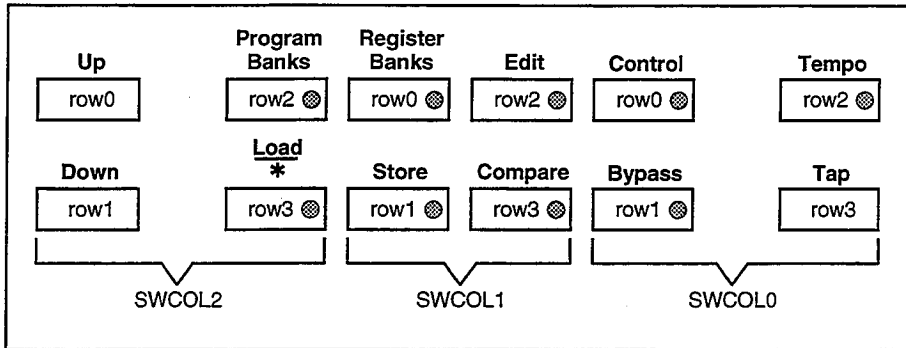 Up Program Banks Register Banks Edit Control Tempo
row0 row2 row0 row2 row0 row2
Down Load * Store Compare Bypass Tap
row1 row3 row1 row3 row1 row3
SWCOL2 SWCOL1 SWCOL0